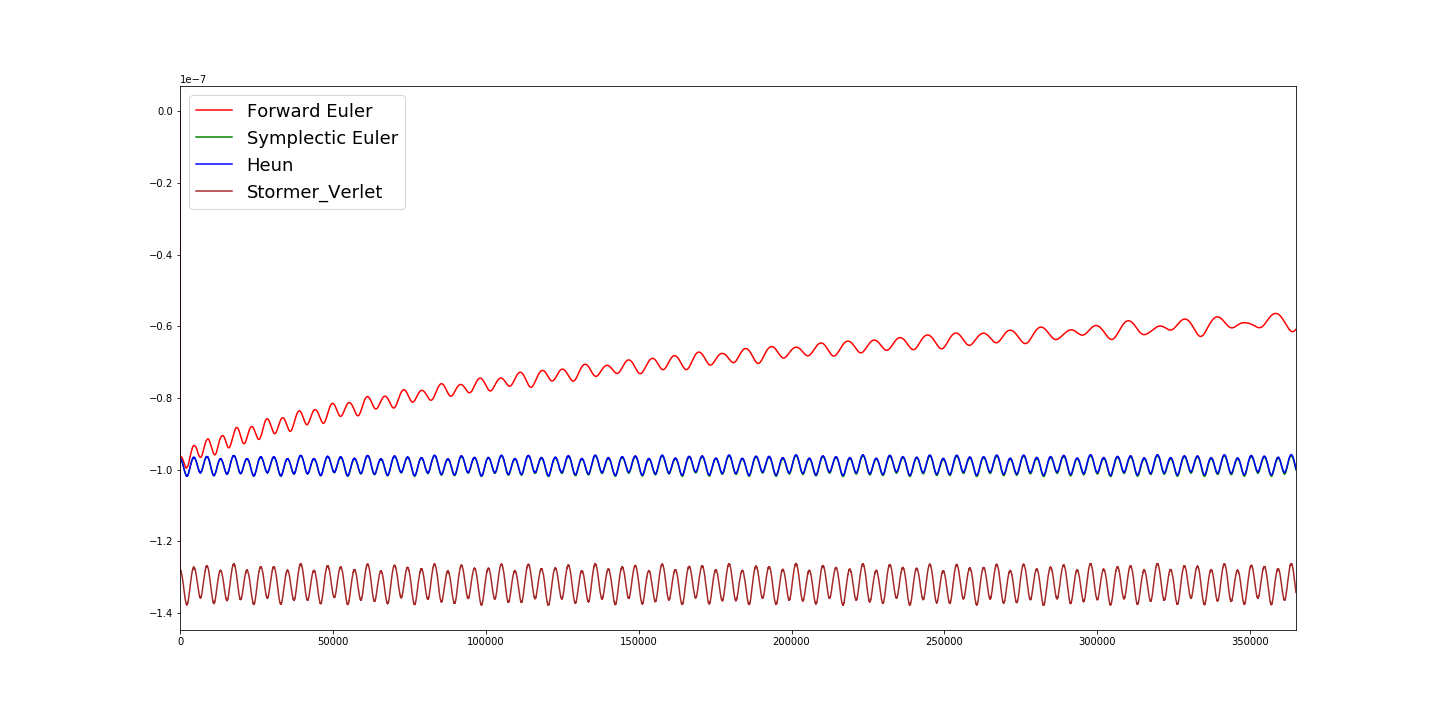 1e−7
0.0
−0.2
−0.4
−0.6
−0.8
−1.0
−1.2
−1.4
Forward Euler
Symplectic Euler
Heun
Stormer_Verlet
0 50000 100000 150000 200000 250000 300000 350000